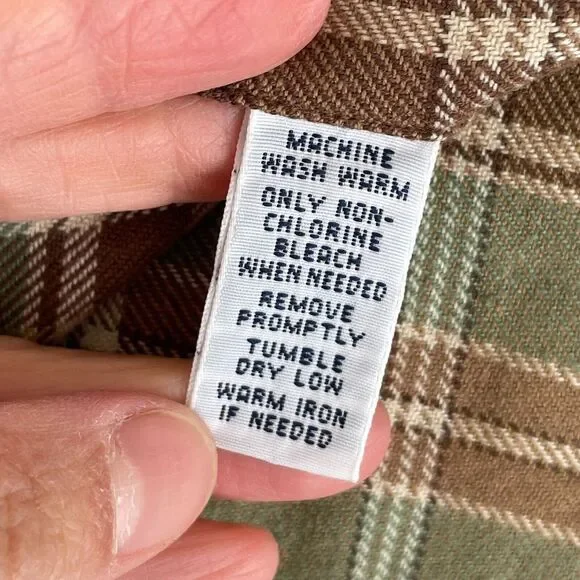 MACHINE
WASH WARM
ONLY NON-
CHLORINE
BLEACH
WHEN NEEDED
REMOVE
PROMPTLY
TUMBLE
DRY LOW
WARM IRON
IF NEEDED